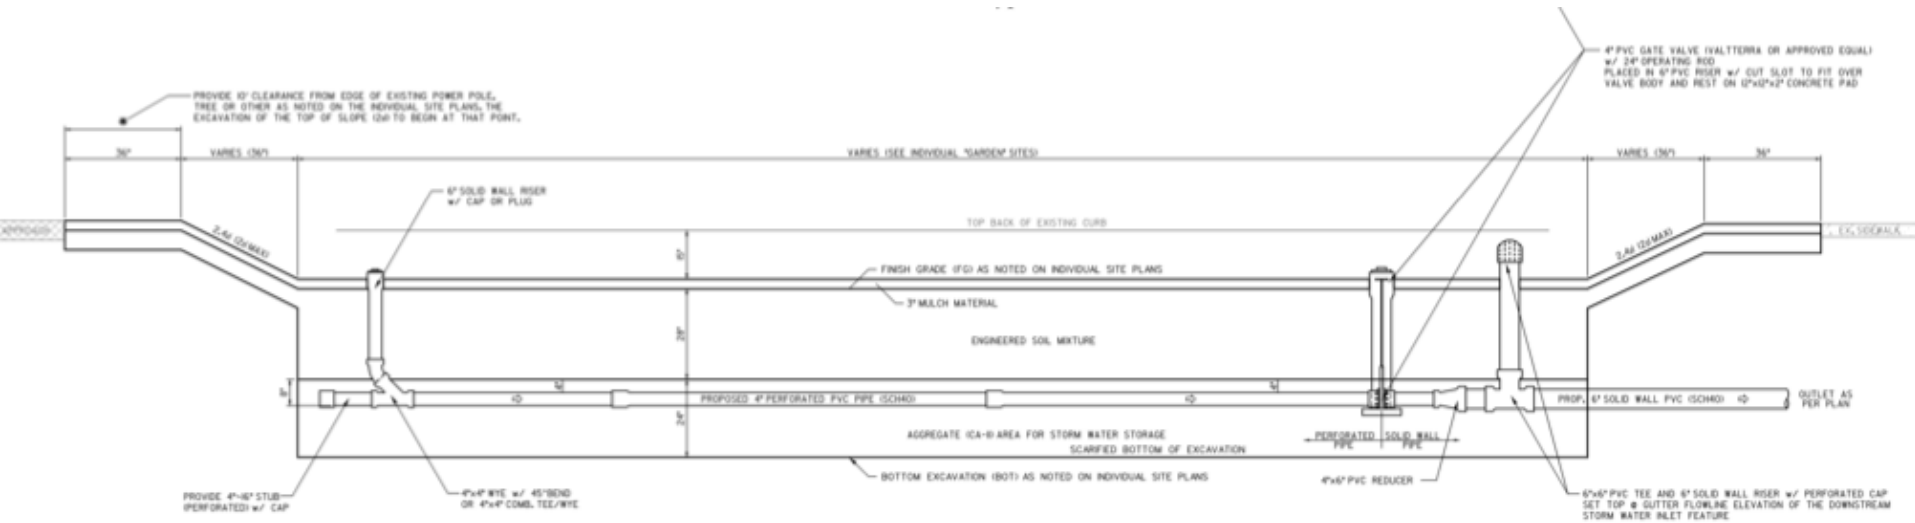 4" PVC GATE VALVE (VALTTERRA OR APPROVED EQUAL)
w/ 24" OPERATING ROD
PLACED IN 6" PVC RISER w/ CUT SLOT TO FIT OVER
VALVE BODY AND REST ON 12"x12"x2" CONCRETE PAD
PROVIDE 10' CLEARANCE FROM EDGE OF EXISTING POWER POLE,
TREE OR OTHER AS NOTED ON THE INDIVIDUAL SITE PLANS, THE
EXCAVATION OF THE TOP OF SLOPE (2:1) TO BEGIN AT THAT POINT.
36"
VARIES (36")
VARIES (SEE INDIVIDUAL "GARDEN" SITES)
VARIES (36")
36"
6" SOLID WALL RISER
w/ CAP OR PLUG
TOP BACK OF EXISTING CURB
EX. SIDEWALK
2.4:1 (2:1 MAX)
2.4:1 (2:1 MAX)
FINISH GRADE (FG) AS NOTED ON INDIVIDUAL SITE PLANS
3" MULCH MATERIAL
28"
ENGINEERED SOIL MIXTURE
8"
4"
4"
PROPOSED 4" PERFORATED PVC PIPE (SCH40)
PROP. 6" SOLID WALL PVC (SCH40)
OUTLET AS
PER PLAN
24"
AGGREGATE (CA-11) AREA FOR STORM WATER STORAGE
SCARIFIED BOTTOM OF EXCAVATION
PERFORATED
PIPE
SOLID WALL
PIPE
BOTTOM EXCAVATION (BOT) AS NOTED ON INDIVIDUAL SITE PLANS
4"x6" PVC REDUCER
PROVIDE 4"-16" STUB
(PERFORATED) w/ CAP
4"x4" WYE w/ 45° BEND
OR 4"x4" COMB. TEE/WYE
6"x6" PVC TEE AND 6" SOLID WALL RISER w/ PERFORATED CAP
SET TOP @ GUTTER FLOWLINE ELEVATION OF THE DOWNSTREAM
STORM WATER INLET FEATURE